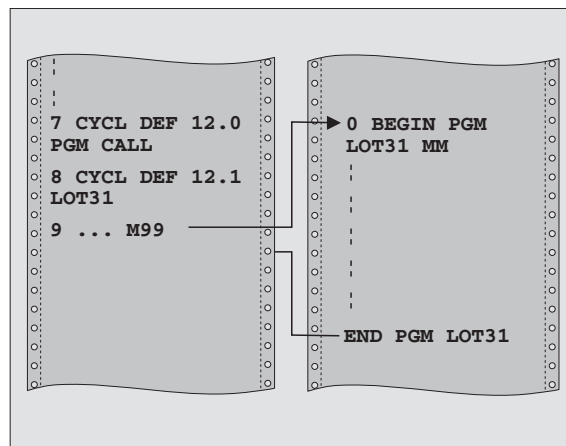 7 CYCL DEF 12.0
PGM CALL
8 CYCL DEF 12.1
LOT31
9 ... M99
0 BEGIN PGM
LOT31 MM
END PGM LOT31